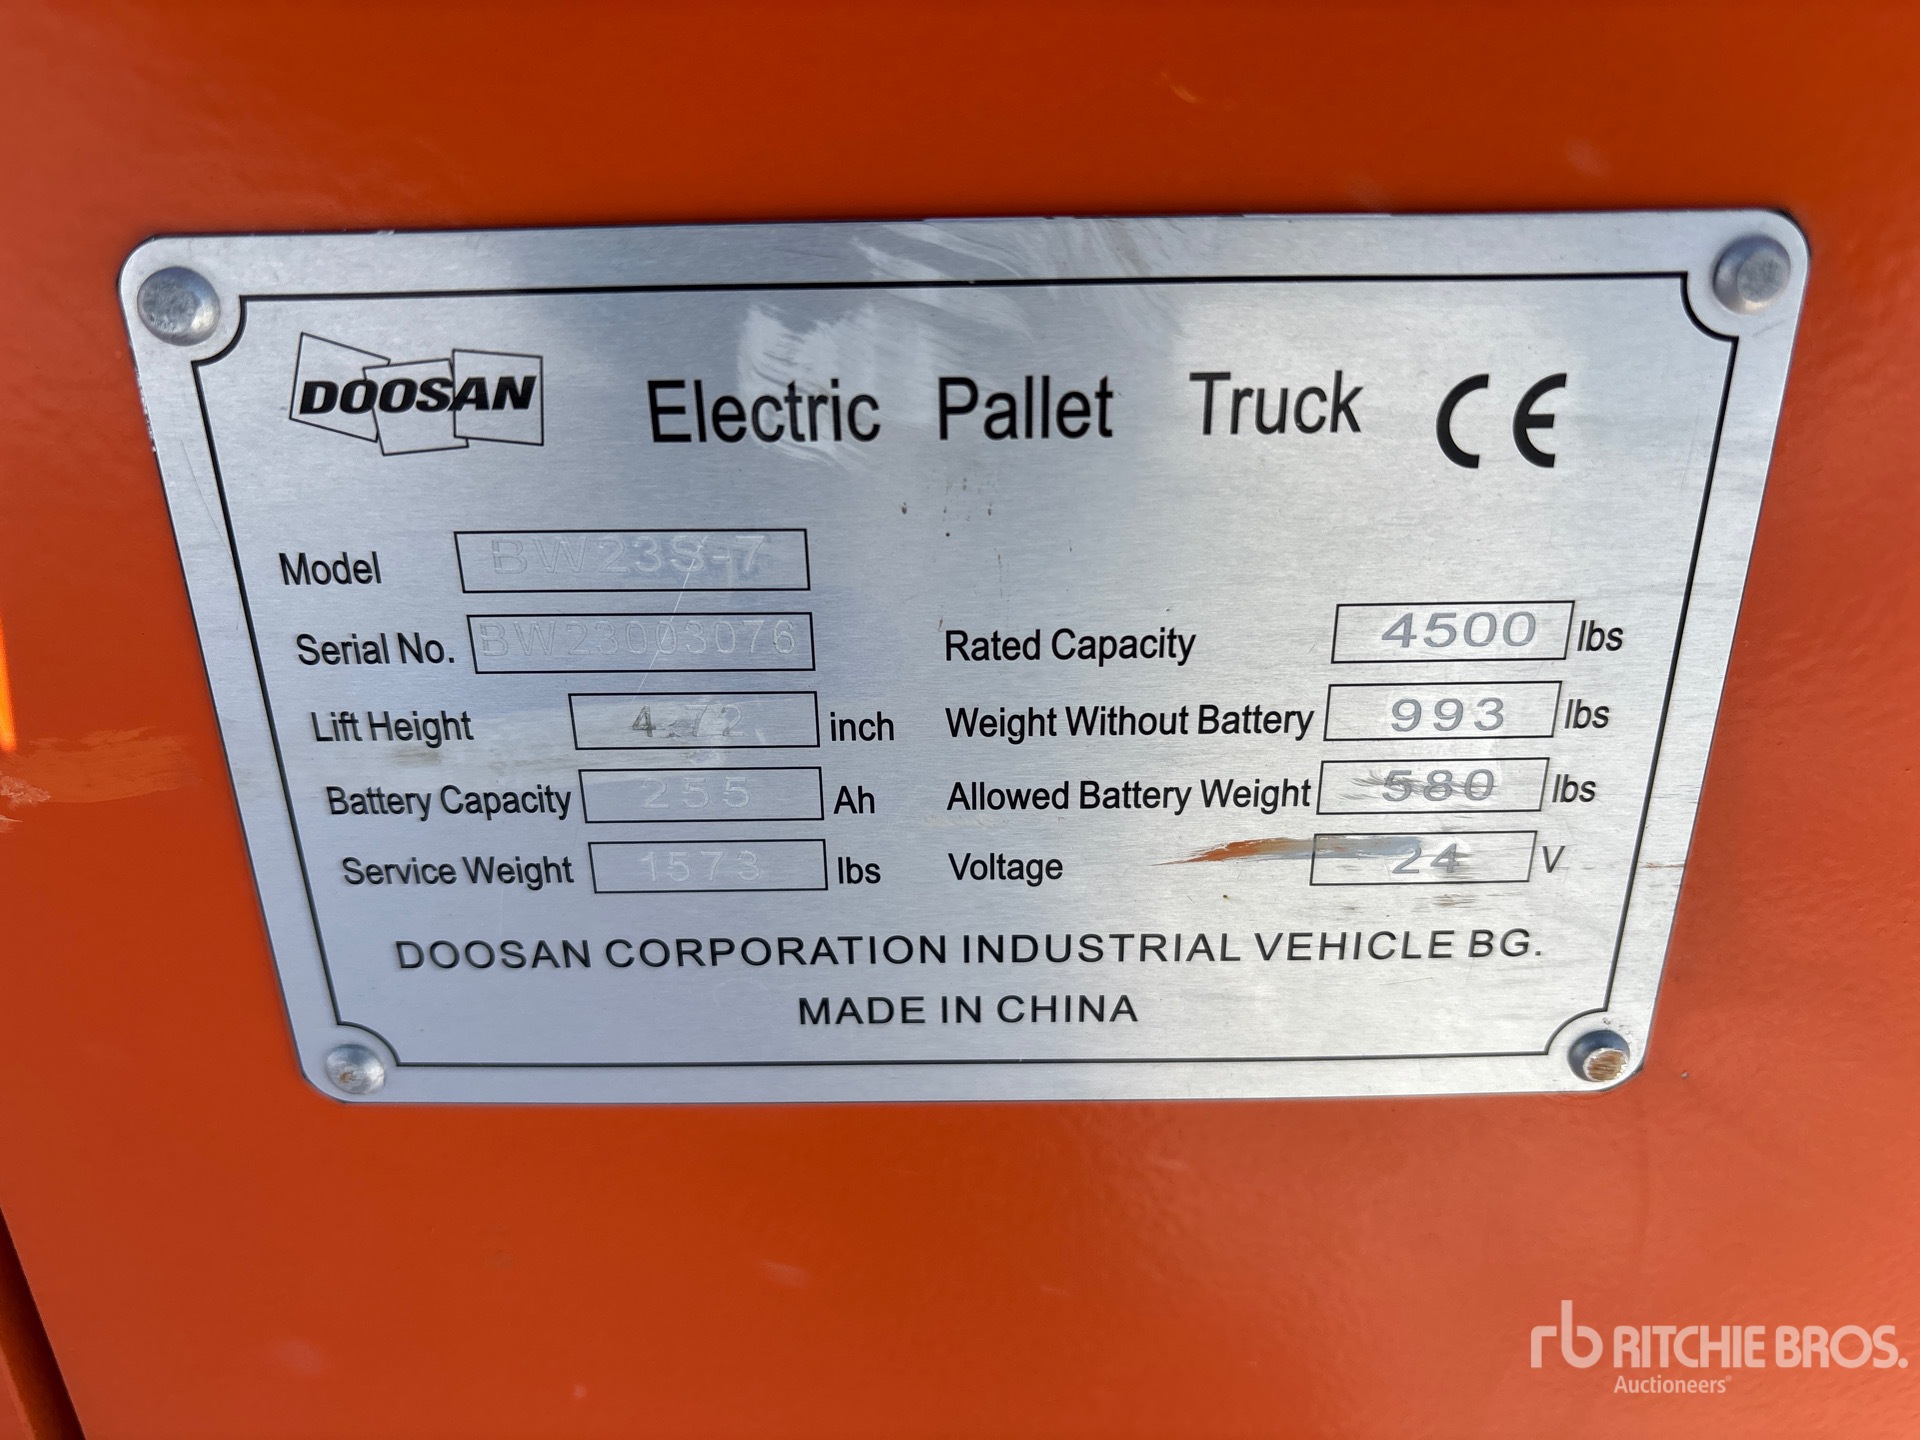 DOOSAN Electric Pallet Truck CE
Model BW23S-7
Serial No. BW23003076
Rated Capacity 4500 lbs
Lift Height 4.72 inch
Weight Without Battery 993 lbs
Battery Capacity 255 Ah
Allowed Battery Weight 580 lbs
Service Weight 1573 lbs
Voltage 24 V
DOOSAN CORPORATION INDUSTRIAL VEHICLE BG.
MADE IN CHINA
rb RITCHIE BROS.
Auctioneers